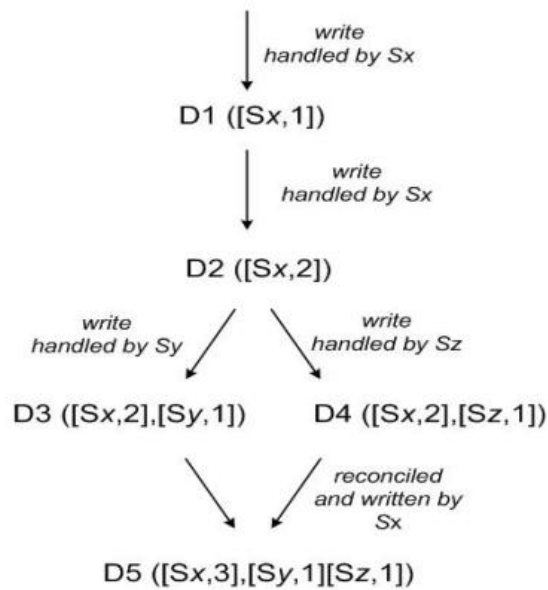 write
handled by Sx
D1 ([Sx,1])
write
handled by Sx
D2 ([Sx,2])
write
handled by Sy
write
handled by Sz
D3 ([Sx,2],[Sy,1])
D4 ([Sx,2],[Sz,1])
reconciled
and written by
Sx
D5 ([Sx,3],[Sy,1][Sz,1])